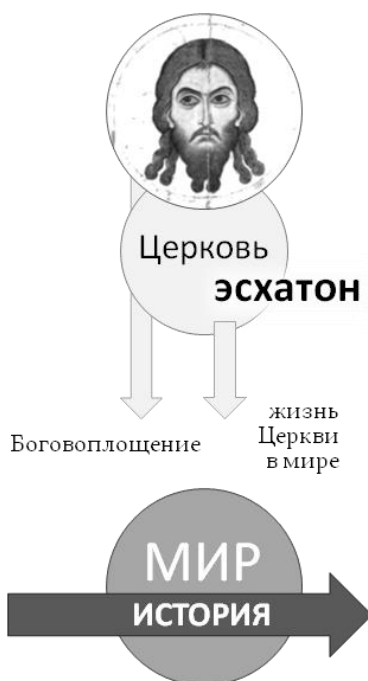 Церковь
эсхатон
Боговоплощение
жизнь
Церкви
в мире
МИР
ИСТОРИЯ